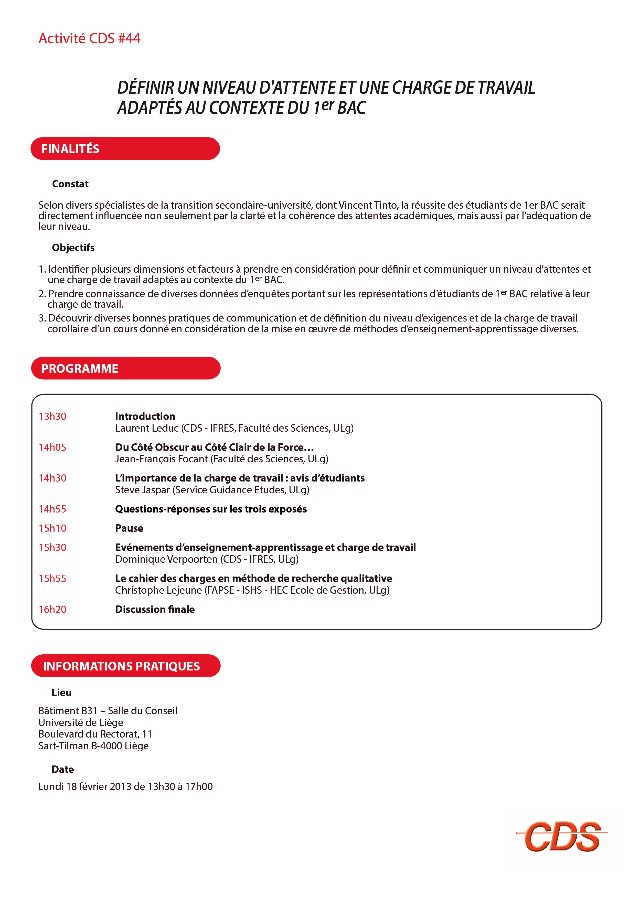 Activité CDS #44
DÉFINIR UN NIVEAU D'ATTENTE ET UNE CHARGE DE TRAVAIL
ADAPTÉS AU CONTEXTE DU 1er BAC
FINALITÉS
Constat
Selon divers spécialistes de la transition secondaire-université, dont Vincent Tinto, la réussite des étudiants de 1er BAC serait
directement influencée non seulement par la clarté et la cohérence des attentes académiques, mais aussi par l'adéquation de
leur niveau.
Objectifs
1. Identifier plusieurs dimensions et facteurs à prendre en considération pour définir et communiquer un niveau d'attentes et
une charge de travail adaptés au contexte du 1er BAC.
2. Prendre connaissance de diverses données d'enquêtes portant sur les représentations d'étudiants de 1er BAC relative à leur
charge de travail.
3. Découvrir diverses bonnes pratiques de communication et de définition du niveau d'exigences et de la charge de travail
corollaire d'un cours donné en considération de la mise en œuvre de méthodes d'enseignement-apprentissage diverses.
PROGRAMME
13h30 Introduction
Laurent Leduc (CDS - IFRES, Faculté des Sciences, ULg)
14h05 Du Côté Obscur au Côté Clair de la Force…
Jean-François Focant (Faculté des Sciences, ULg)
14h30 L'importance de la charge de travail : avis d'étudiants
Steve Jaspar (Service Guidance Etudes, ULg)
14h55 Questions-réponses sur les trois exposés
15h10 Pause
15h30 Evénements d'enseignement-apprentissage et charge de travail
Dominique Verpoorten (CDS - IFRES, ULg)
15h55 Le cahier des charges en méthode de recherche qualitative
Christophe Lejeune (FAPSE - ISHS - HEC Ecole de Gestion, ULg)
16h20 Discussion finale
INFORMATIONS PRATIQUES
Lieu
Bâtiment B31 – Salle du Conseil
Université de Liège
Boulevard du Rectorat, 11
Sart-Tilman B-4000 Liège
Date
Lundi 18 février 2013 de 13h30 à 17h00
CDS